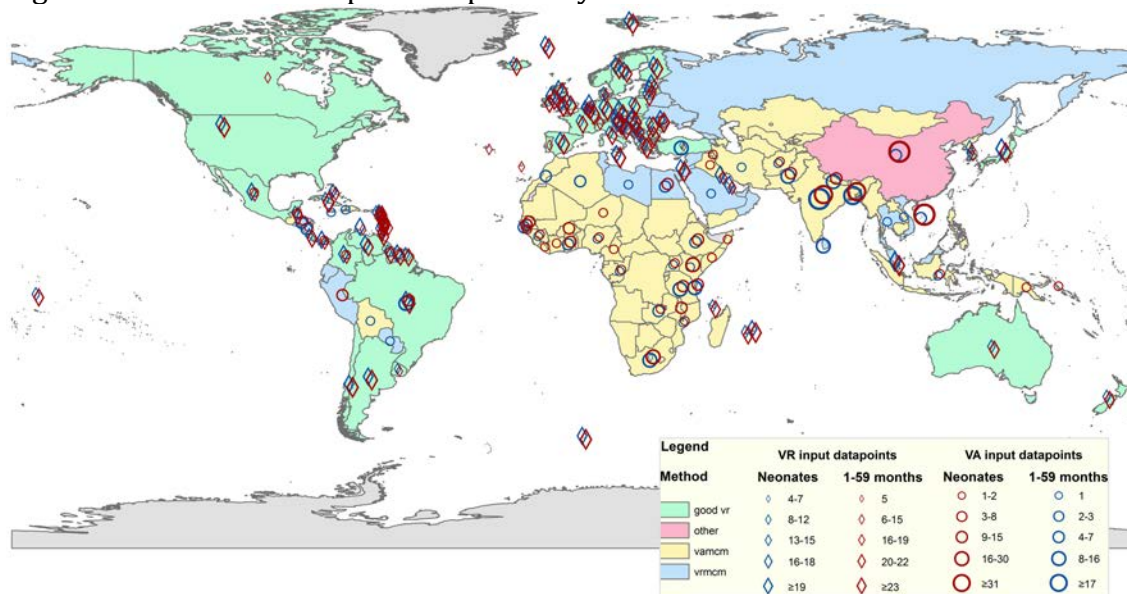 Legend
VR input datapoints VA input datapoints
Method Neonates 1-59 months Neonates 1-59 months
4-7 5 1-2 1
good vr
8-12 6-15 3-8 2-3
other
13-15 16-19 9-15 4-7
vamcm
16-18 20-22 16-30 8-16
vrmcm
≥19 ≥23 ≥31 ≥17